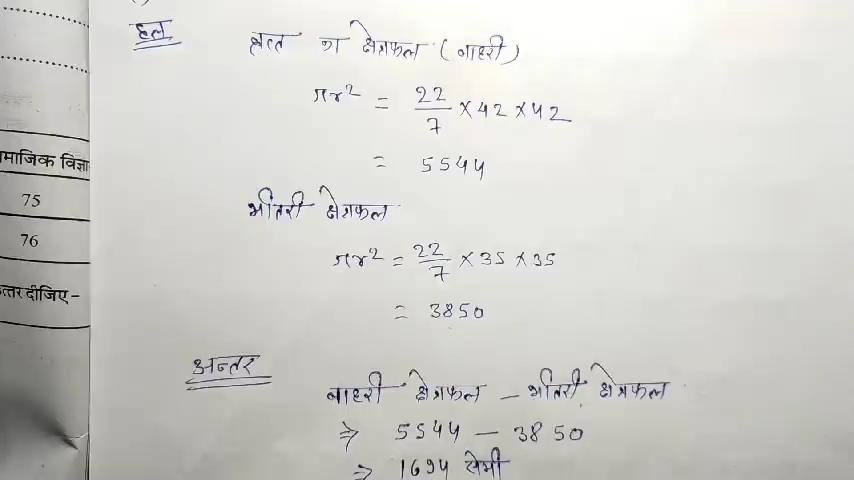 हल
वृत्त का क्षेत्रफल (बाहरी)
πr² = 22/7 × 42 × 42
= 5544
भीतरी क्षेत्रफल
πr² = 22/7 × 35 × 35
= 3850
अन्तर
बाहरी क्षेत्रफल – भीतरी क्षेत्रफल
⇒ 5544 – 3850
⇒ 1694 सेमी
माजिक विज्ञा
75
76
त्तर दीजिए–